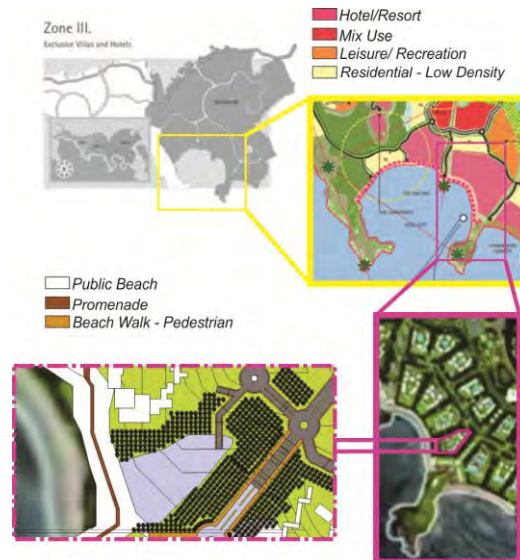 Hotel/Resort
Mix Use
Leisure/ Recreation
Residential - Low Density
Zone III.
Exclusive Villas and Hotels
Public Beach
Promenade
Beach Walk - Pedestrian